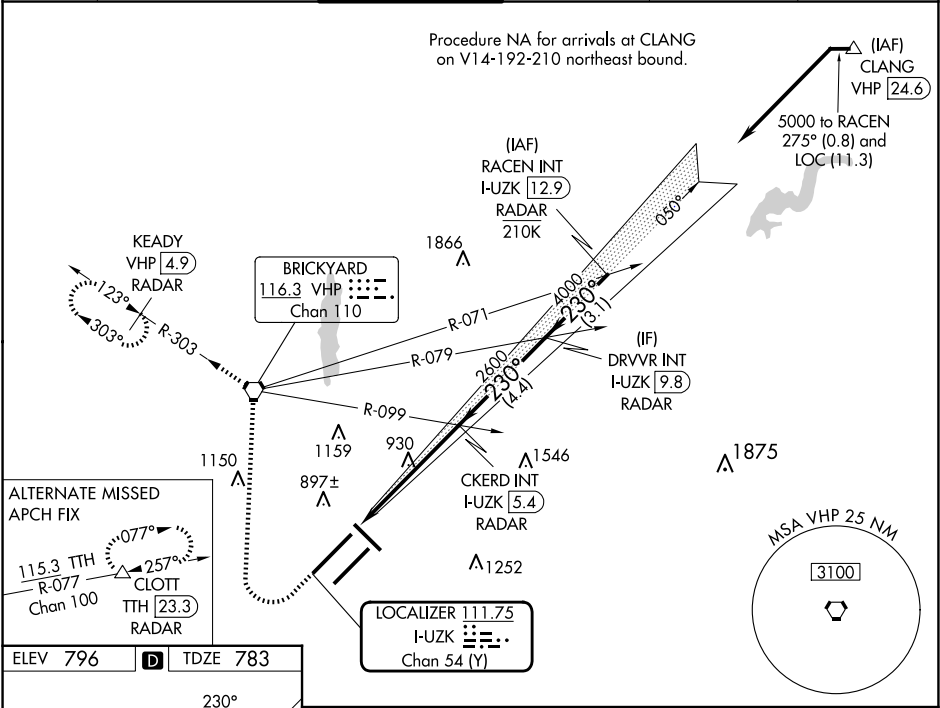 Procedure NA for arrivals at CLANG
on V14-192-210 northeast bound.
(IAF)
CLANG
VHP 24.6
5000 to RACEN
275° (0.8) and
LOC (11.3)
(IAF)
RACEN INT
I-UZK 12.9
RADAR
210K
050°
1866
KEADY
VHP 4.9
RADAR
123°
303°
R-303
BRICKYARD
116.3 VHP
Chan 110
R-071
R-079
R-099
4000
230°
(3.1)
(IF)
DRVVR INT
I-UZK 9.8
RADAR
2600
230°
(4.4)
1159
930
1546
1875
1150
897±
CKERD INT
I-UZK 5.4
RADAR
1252
ALTERNATE MISSED
APCH FIX
077°
257°
115.3 TTH
R-077
Chan 100
CLOTT
TTH 23.3
RADAR
LOCALIZER 111.75
I-UZK
Chan 54 (Y)
MSA VHP 25 NM
3100
ELEV 796 D TDZE 783
230°